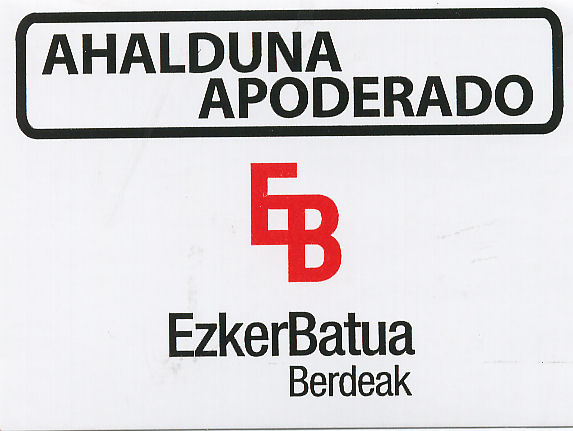 AHALDUNA
APODERADO
EB
EzkerBatua
Berdeak